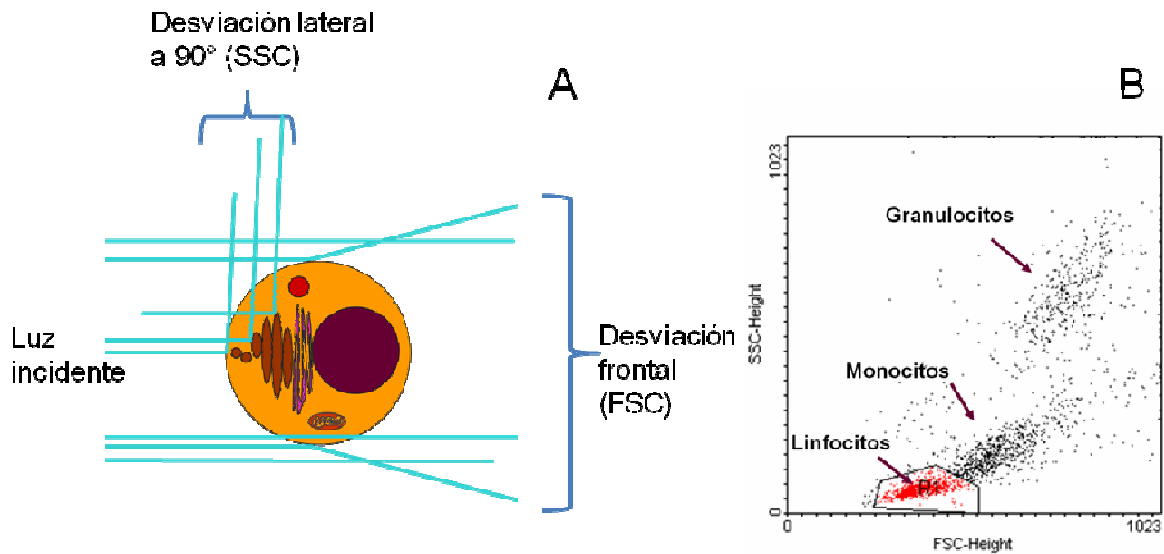 Desviación lateral
a 90° (SSC)
A
Luz
incidente
Desviación
frontal
(FSC)
B
1023
SSC-Height
0
Granulocitos
Monocitos
Linfocitos
R1
0
1023
FSC-Height